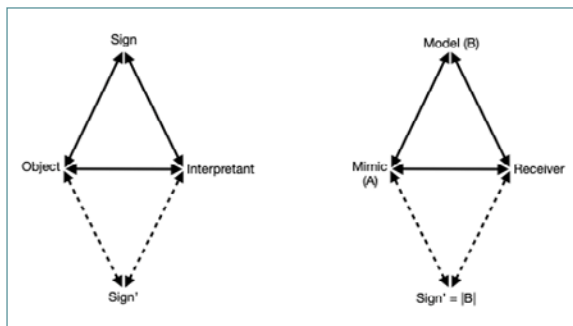 Sign
Object
Interpretant
Sign'
Model (B)
Mimic
(A)
Receiver
Sign' = |B|